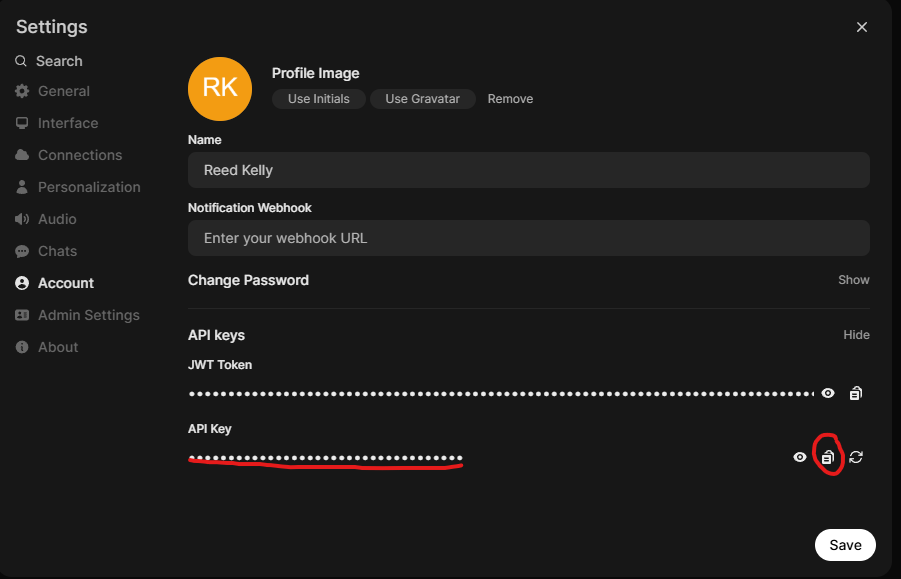 Settings
Search
General
Interface
Connections
Personalization
Audio
Chats
Account
Admin Settings
About
RK
Profile Image
Use Initials
Use Gravatar
Remove
Name
Reed Kelly
Notification Webhook
Enter your webhook URL
Change Password
Show
API keys
Hide
JWT Token
API Key
Save